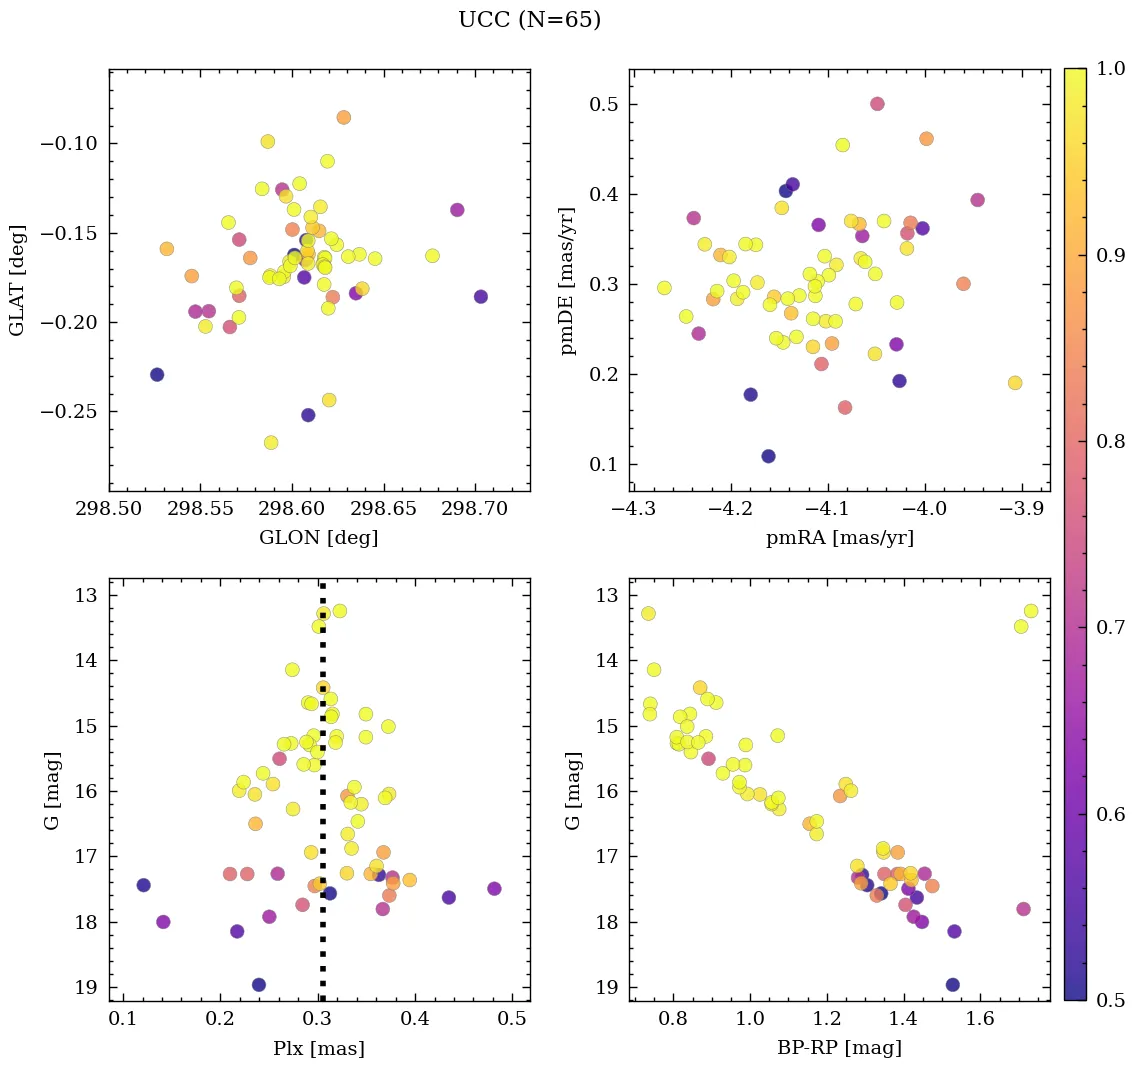 UCC (N=65)
−0.10
−0.15
−0.20
−0.25
GLAT [deg]
298.50 298.55 298.60 298.65 298.70
GLON [deg]
0.5
0.4
0.3
0.2
0.1
pmDE [mas/yr]
−4.3 −4.2 −4.1 −4.0 −3.9
pmRA [mas/yr]
13
14
15
16
17
18
19
G [mag]
0.1 0.2 0.3 0.4 0.5
Plx [mas]
13
14
15
16
17
18
19
G [mag]
0.8 1.0 1.2 1.4 1.6
BP-RP [mag]
1.0
0.9
0.8
0.7
0.6
0.5